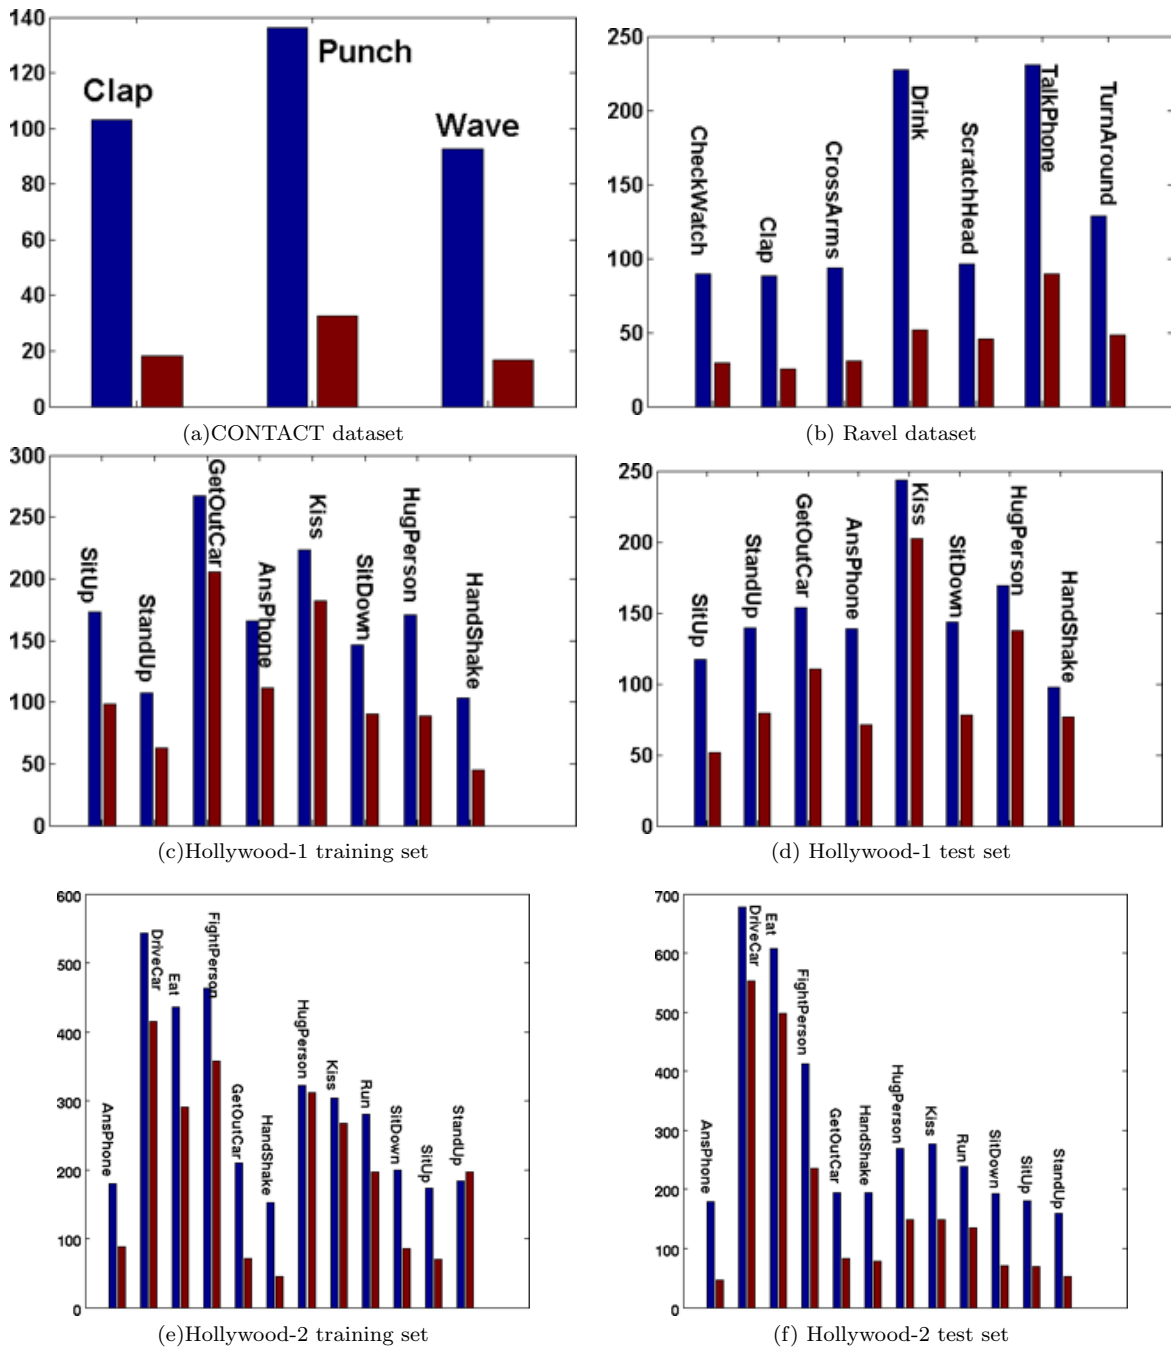 140
120
100
80
60
40
20
0
Clap
Punch
Wave
(a)CONTACT dataset
250
200
150
100
50
0
CheckWatch
Clap
CrossArms
Drink
ScratchHead
TalkPhone
TurnAround
(b) Ravel dataset
300
250
200
150
100
50
0
SitUp
StandUp
GetOutCar
AnsPhone
Kiss
SitDown
HugPerson
HandShake
(c)Hollywood-1 training set
250
200
150
100
50
0
SitUp
StandUp
GetOutCar
AnsPhone
Kiss
SitDown
HugPerson
HandShake
(d) Hollywood-1 test set
600
500
400
300
200
100
0
AnsPhone
DriveCar
Eat
FightPerson
GetOutCar
HandShake
HugPerson
Kiss
Run
SitDown
SitUp
StandUp
(e)Hollywood-2 training set
700
600
500
400
300
200
100
0
AnsPhone
DriveCar
Eat
FightPerson
GetOutCar
HandShake
HugPerson
Kiss
Run
SitDown
SitUp
StandUp
(f) Hollywood-2 test set